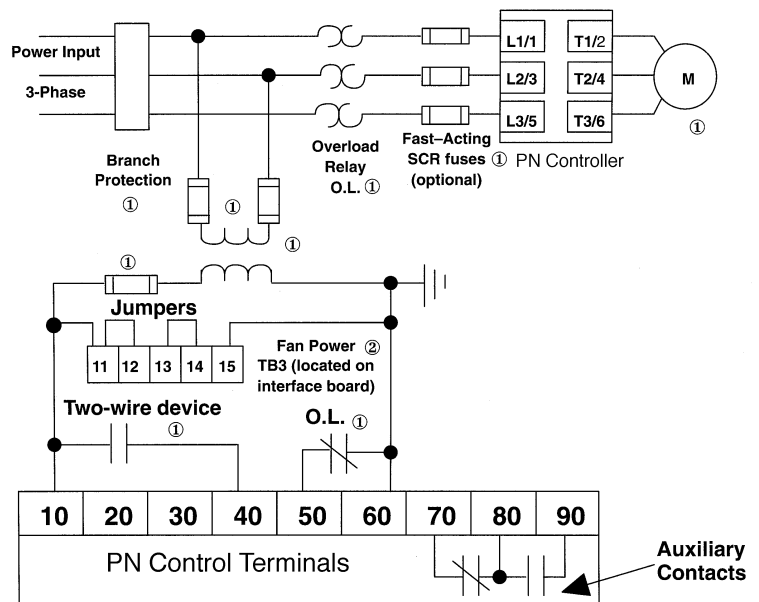 Power Input
3-Phase
L1/1 T1/2
L2/3 T2/4
L3/5 T3/6
M
①
PN Controller
Branch
Protection
①
Overload
Relay
O.L. ①
Fast–Acting
SCR fuses ①
(optional)
①
①
①
Jumpers
11 12 13 14 15
Fan Power ②
TB3 (located on
interface board)
Two-wire device
①
O.L. ①
10 20 30 40 50 60 70 80 90
PN Control Terminals
Auxiliary
Contacts